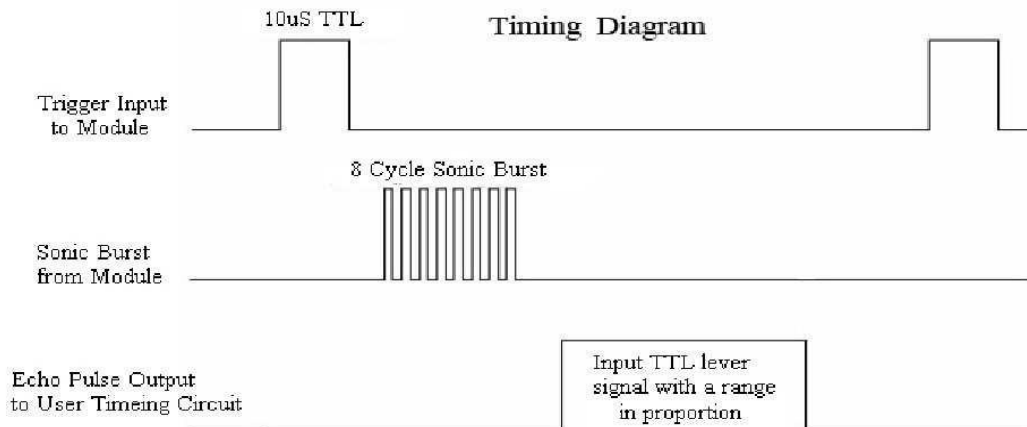 10uS TTL
Timing Diagram
Trigger Input
to Module
8 Cycle Sonic Burst
Sonic Burst
from Module
Echo Pulse Output
to User Timeing Circuit
Input TTL lever
signal with a range
in proportion